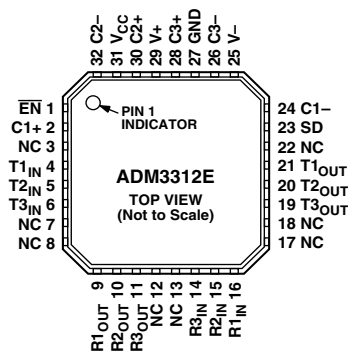 32 C2–
31 VCC
30 C2+
29 V+
28 C3+
27 GND
26 C3–
25 V–
EN 1
C1+ 2
NC 3
T1IN 4
T2IN 5
T3IN 6
NC 7
NC 8
PIN 1
INDICATOR
ADM3312E
TOP VIEW
(Not to Scale)
24 C1–
23 SD
22 NC
21 T1OUT
20 T2OUT
19 T3OUT
18 NC
17 NC
R1OUT 9
R2OUT 10
R3OUT 11
NC 12
NC 13
R3IN 14
R2IN 15
R1IN 16